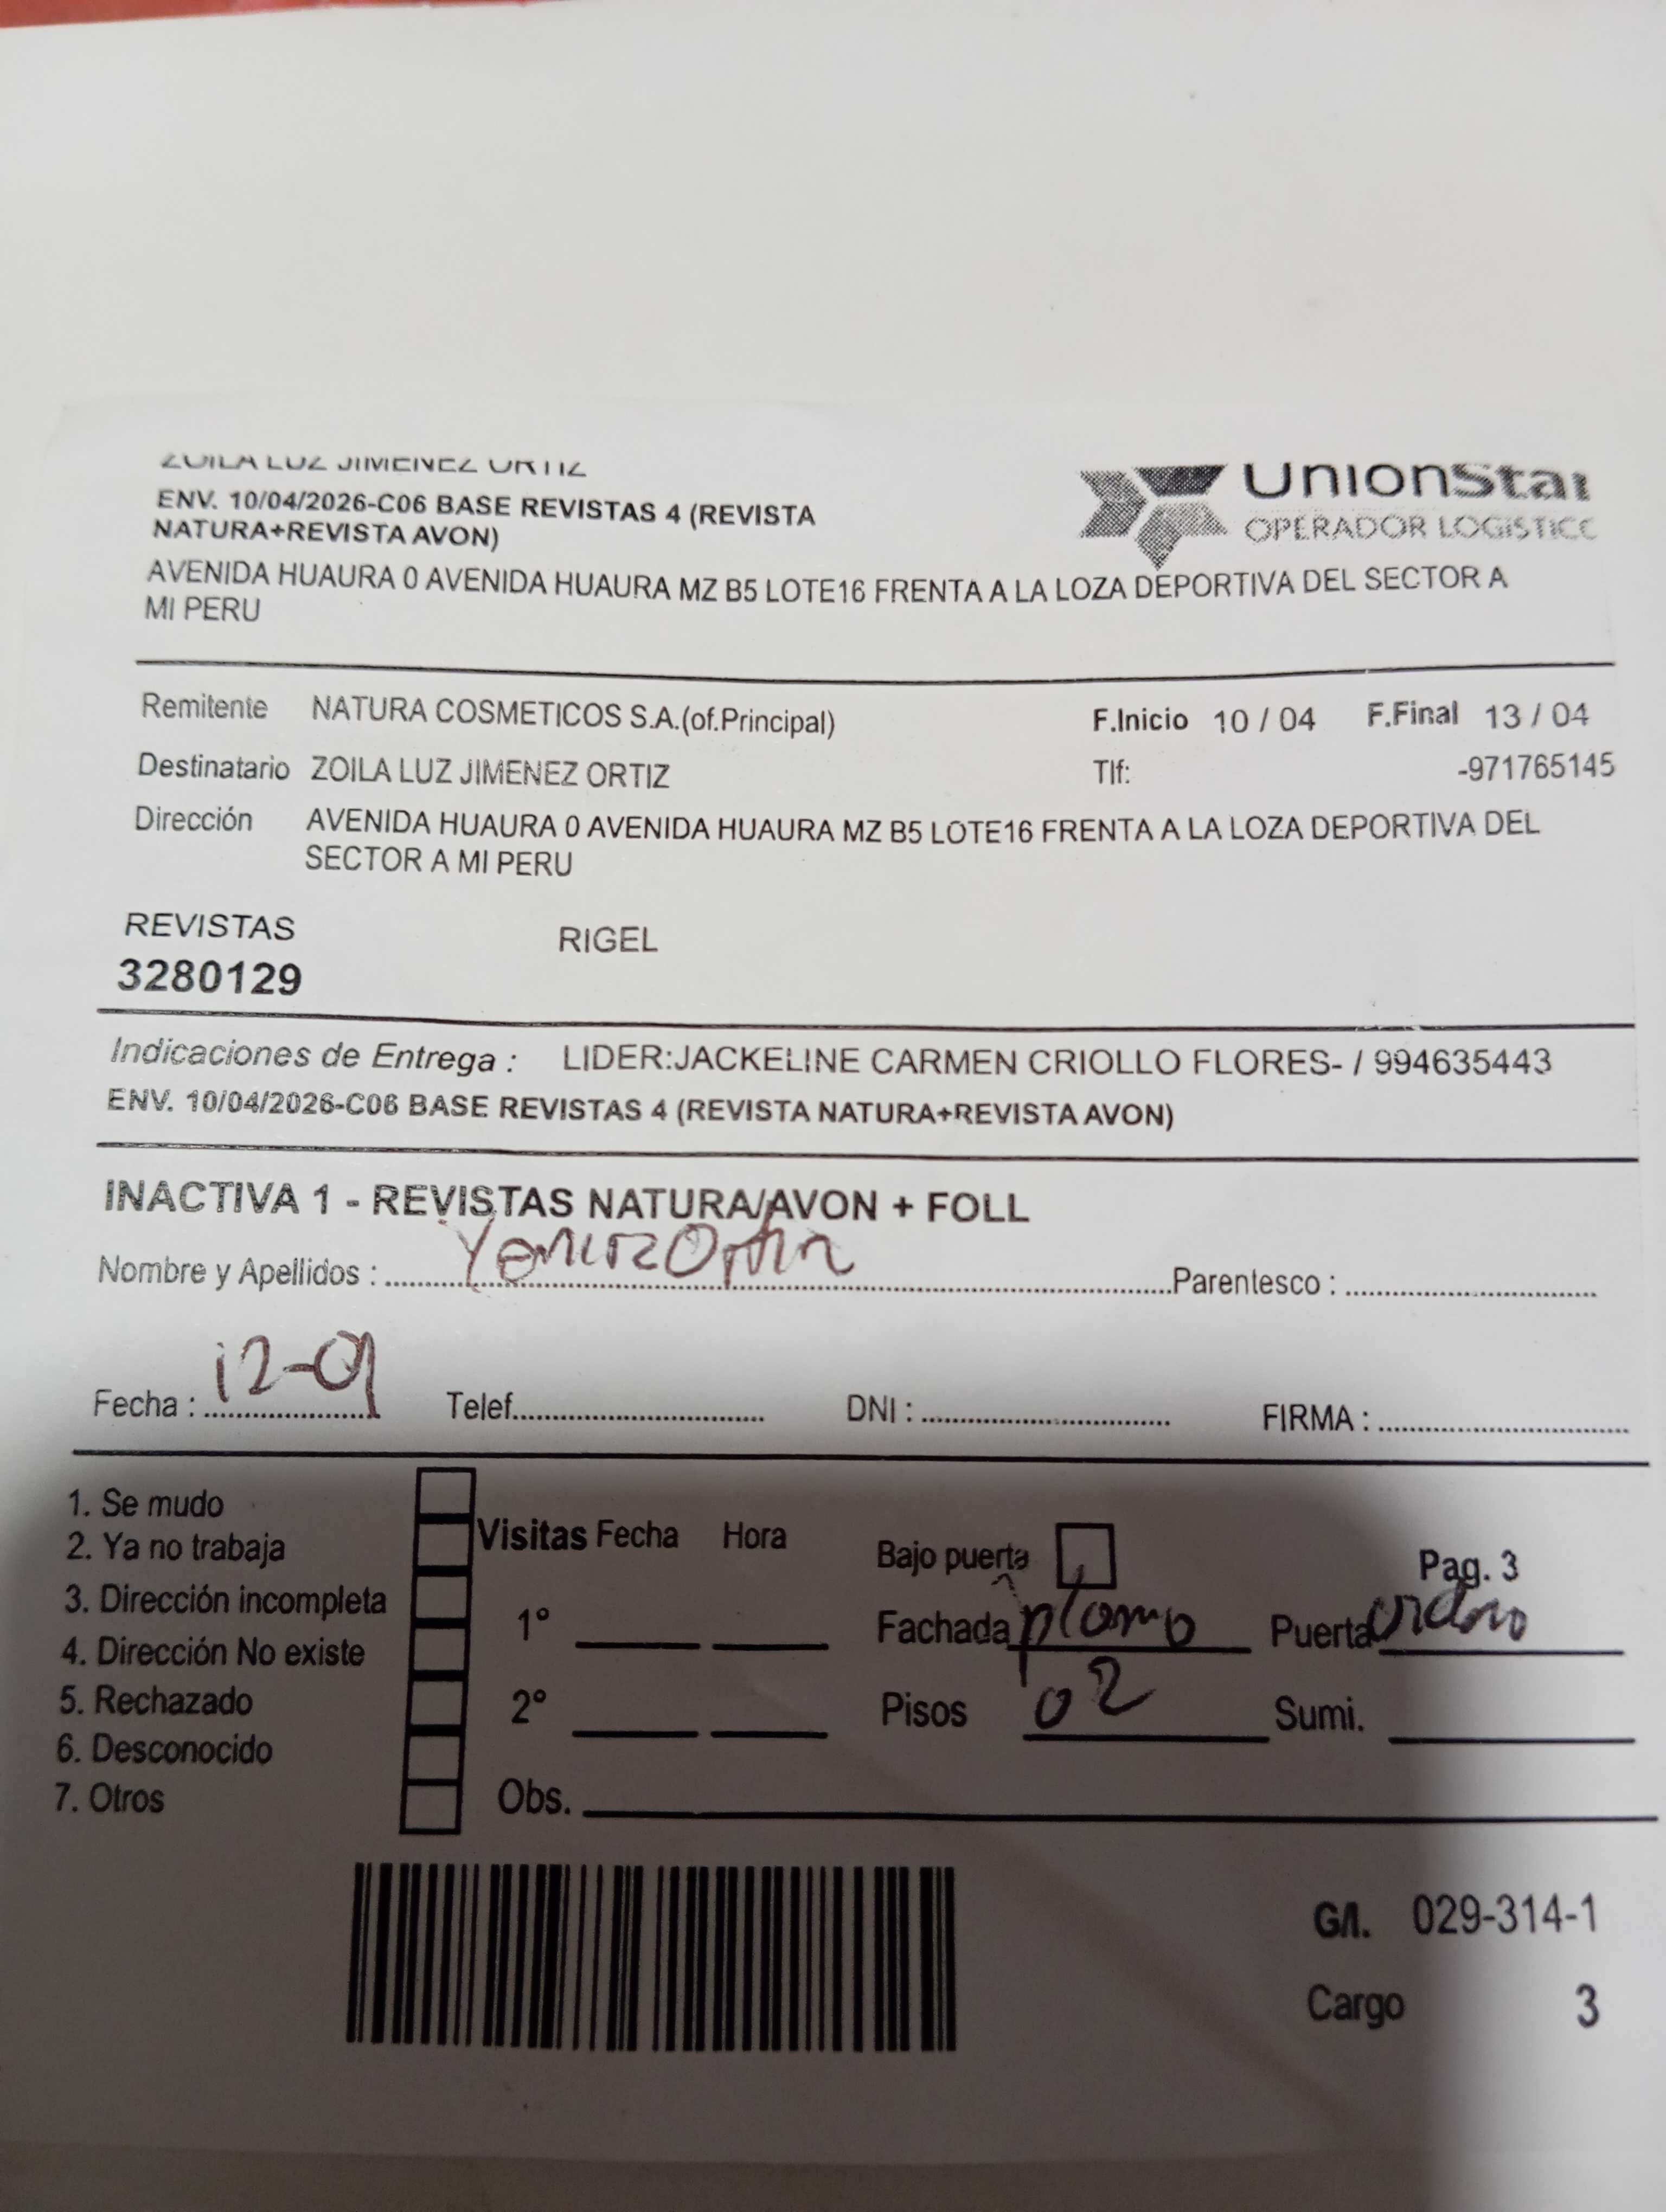 ZOILA LUZ JIMENEZ ORTIZ
ENV. 10/04/2026-C06 BASE REVISTAS 4 (REVISTA
NATURA+REVISTA AVON)
UnionStar
OPERADOR LOGISTICO
AVENIDA HUAURA 0 AVENIDA HUAURA MZ B5 LOTE16 FRENTA A LA LOZA DEPORTIVA DEL SECTOR A
MI PERU
Remitente NATURA COSMETICOS S.A.(of.Principal) F.Inicio 10 / 04 F.Final 13 / 04
Destinatario ZOILA LUZ JIMENEZ ORTIZ Tlf: -971765145
Dirección AVENIDA HUAURA 0 AVENIDA HUAURA MZ B5 LOTE16 FRENTA A LA LOZA DEPORTIVA DEL
SECTOR A MI PERU
REVISTAS RIGEL
3280129
Indicaciones de Entrega : LIDER:JACKELINE CARMEN CRIOLLO FLORES- / 994635443
ENV. 10/04/2026-C06 BASE REVISTAS 4 (REVISTA NATURA+REVISTA AVON)
INACTIVA 1 - REVISTAS NATURA/AVON + FOLL
Nombre y Apellidos : Parentesco :
Fecha : Telef. DNI : FIRMA :
1. Se mudo
2. Ya no trabaja
3. Dirección incompleta
4. Dirección No existe
5. Rechazado
6. Desconocido
7. Otros
Visitas Fecha Hora
1°
2°
Obs.
Bajo puerta Pag. 3
Fachada plomo Puerta
Pisos 02 Sumi.
G/I. 029-314-1
Cargo 3